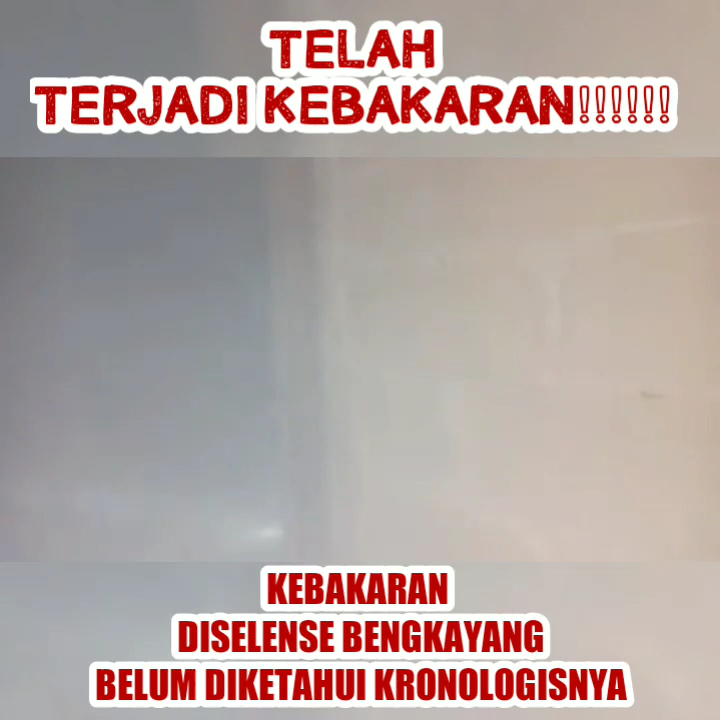 TELAH
TERJADI KEBAKARAN!!!!!!
KEBAKARAN
DISELENSE BENGKAYANG
BELUM DIKETAHUI KRONOLOGISNYA